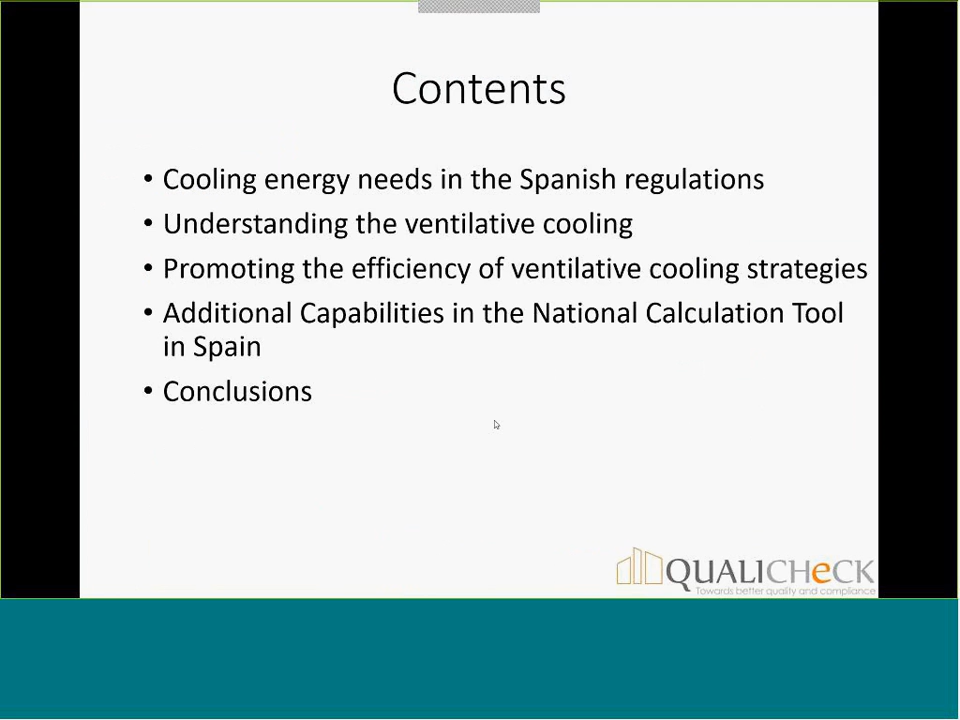 Contents
• Cooling energy needs in the Spanish regulations
• Understanding the ventilative cooling
• Promoting the efficiency of ventilative cooling strategies
• Additional Capabilities in the National Calculation Tool
in Spain
• Conclusions
QUALICHeCK
Towards better quality and compliance